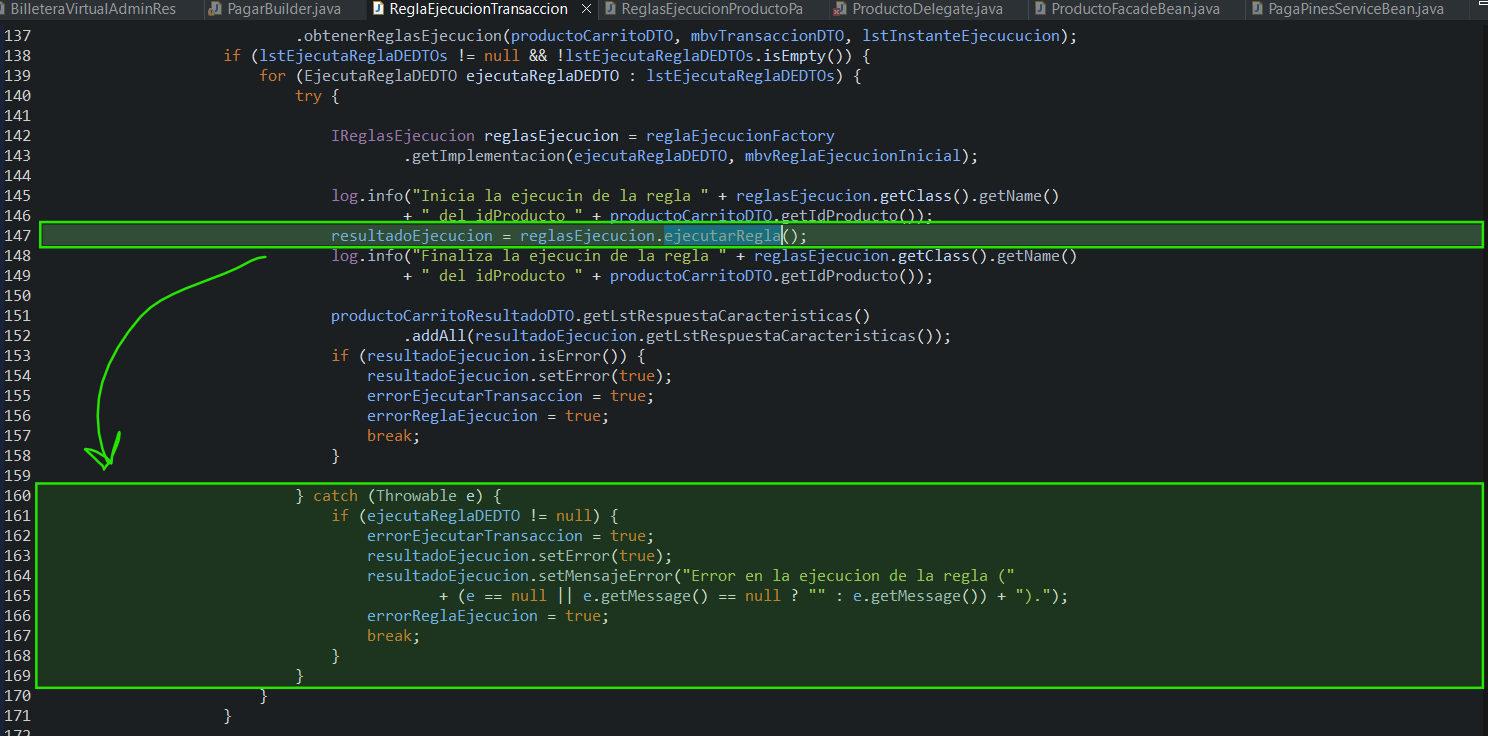 BilleteraVirtualAdminRes PagarBuilder.java ReglaEjecucionTransaccion ReglasEjecucionProductoPa ProductoDelegate.java ProductoFacadeBean.java PagaPinesServiceBean.java
137 .obtenerReglasEjecucion(productoCarritoDTO, mbvTransaccionDTO, lstInstanteEjecucucion);
138 if (lstEjecutaReglaDEDTOs != null && !lstEjecutaReglaDEDTOs.isEmpty()) {
139 for (EjecutaReglaDEDTO ejecutaReglaDEDTO : lstEjecutaReglaDEDTOs) {
140 try {
141
142 IReglasEjecucion reglasEjecucion = reglaEjecucionFactory
143 .getImplementacion(ejecutaReglaDEDTO, mbvReglaEjecucionInicial);
144
145 log.info("Inicia la ejecucin de la regla " + reglasEjecucion.getClass().getName()
146 + " del idProducto " + productoCarritoDTO.getIdProducto());
147 resultadoEjecucion = reglasEjecucion.ejecutarRegla();
148 log.info("Finaliza la ejecucin de la regla " + reglasEjecucion.getClass().getName()
149 + " del idProducto " + productoCarritoDTO.getIdProducto());
150
151 productoCarritoResultadoDTO.getLstRespuestaCaracteristicas()
152 .addAll(resultadoEjecucion.getLstRespuestaCaracteristicas());
153 if (resultadoEjecucion.isError()) {
154 resultadoEjecucion.setError(true);
155 errorEjecutarTransaccion = true;
156 errorReglaEjecucion = true;
157 break;
158 }
159
160 } catch (Throwable e) {
161 if (ejecutaReglaDEDTO != null) {
162 errorEjecutarTransaccion = true;
163 resultadoEjecucion.setError(true);
164 resultadoEjecucion.setMensajeError("Error en la ejecucion de la regla ("
165 + (e == null || e.getMessage() == null ? "" : e.getMessage()) + ").");
166 errorReglaEjecucion = true;
167 break;
168 }
169 }
170 }
171 }
172